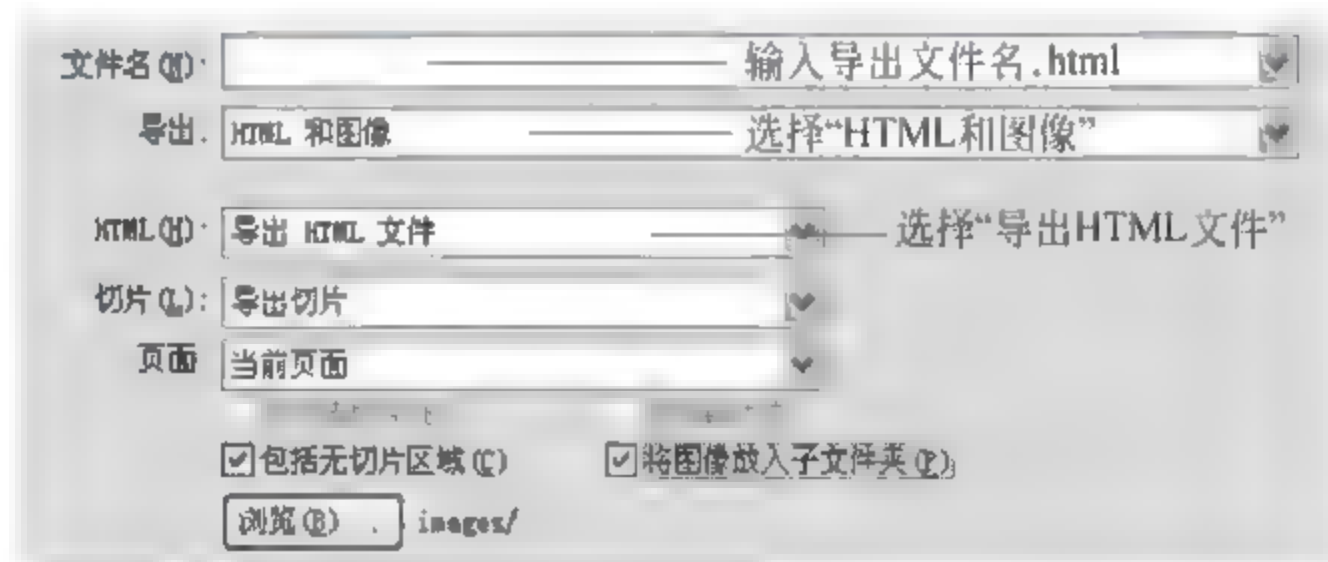 文件名(N): 输入导出文件名.html
导出: HTML 和图像 选择“HTML和图像”
HTML(H): 导出 HTML 文件 选择“导出HTML文件”
切片(L): 导出切片
页面 当前页面
包括无切片区域(C) 将图像放入子文件夹(P)
浏览(B) images/